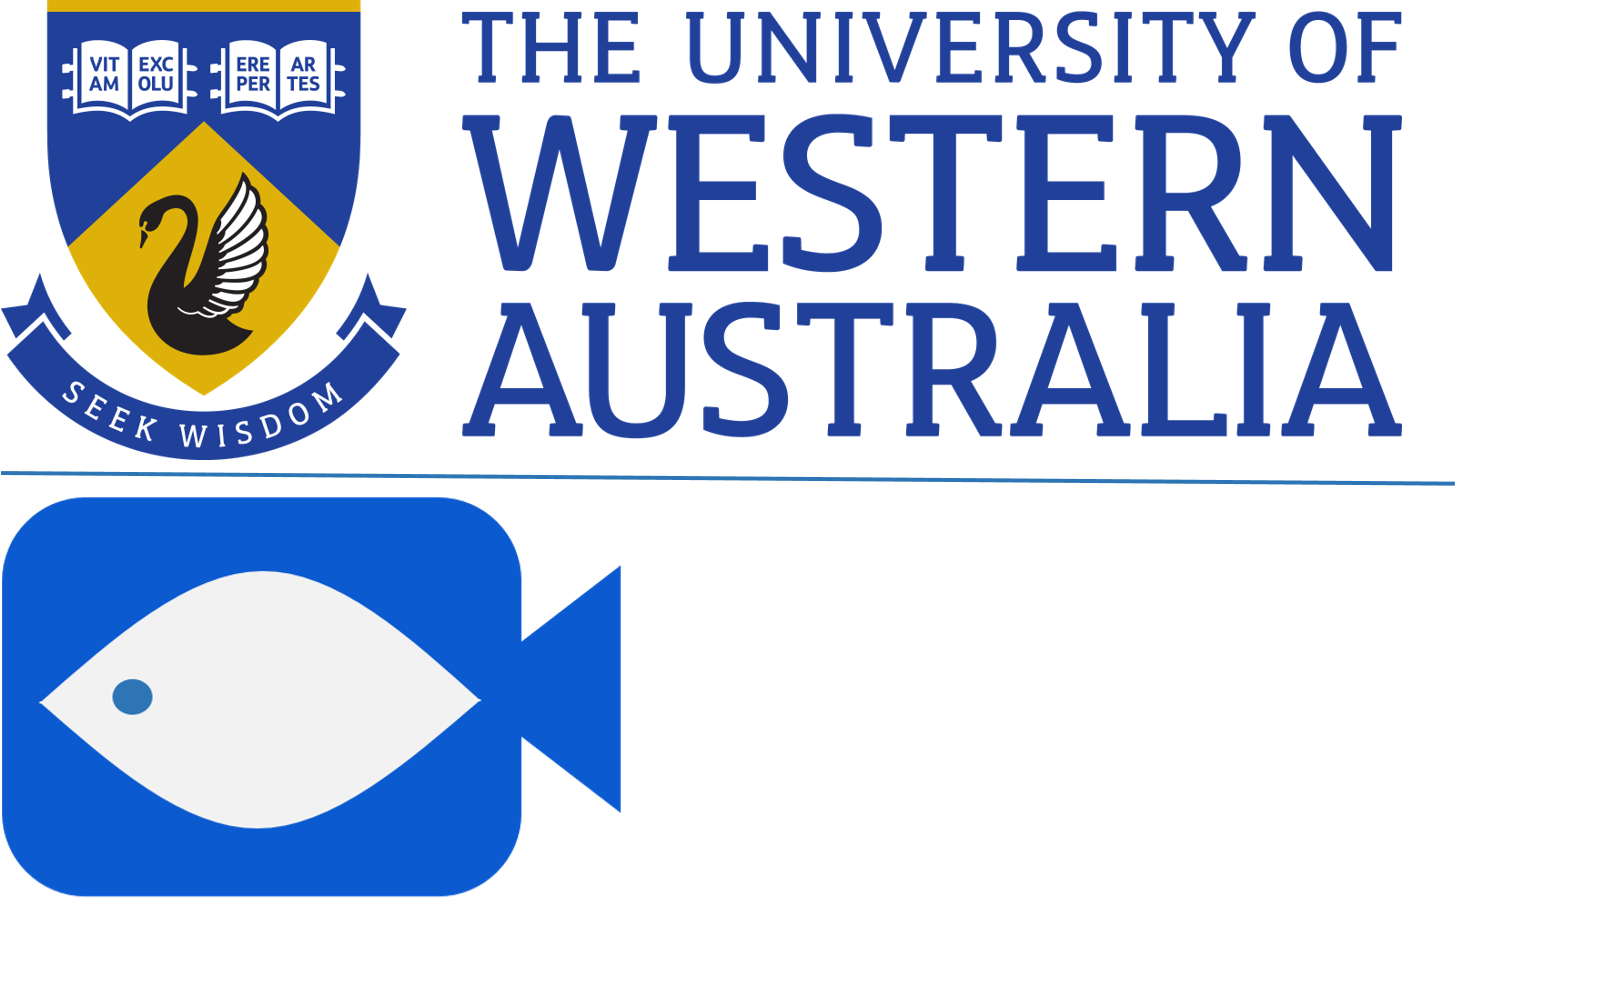 VIT EXC
AM OLU
ERE AR
PER TES
SEEK WISDOM
THE UNIVERSITY OF
WESTERN
AUSTRALIA